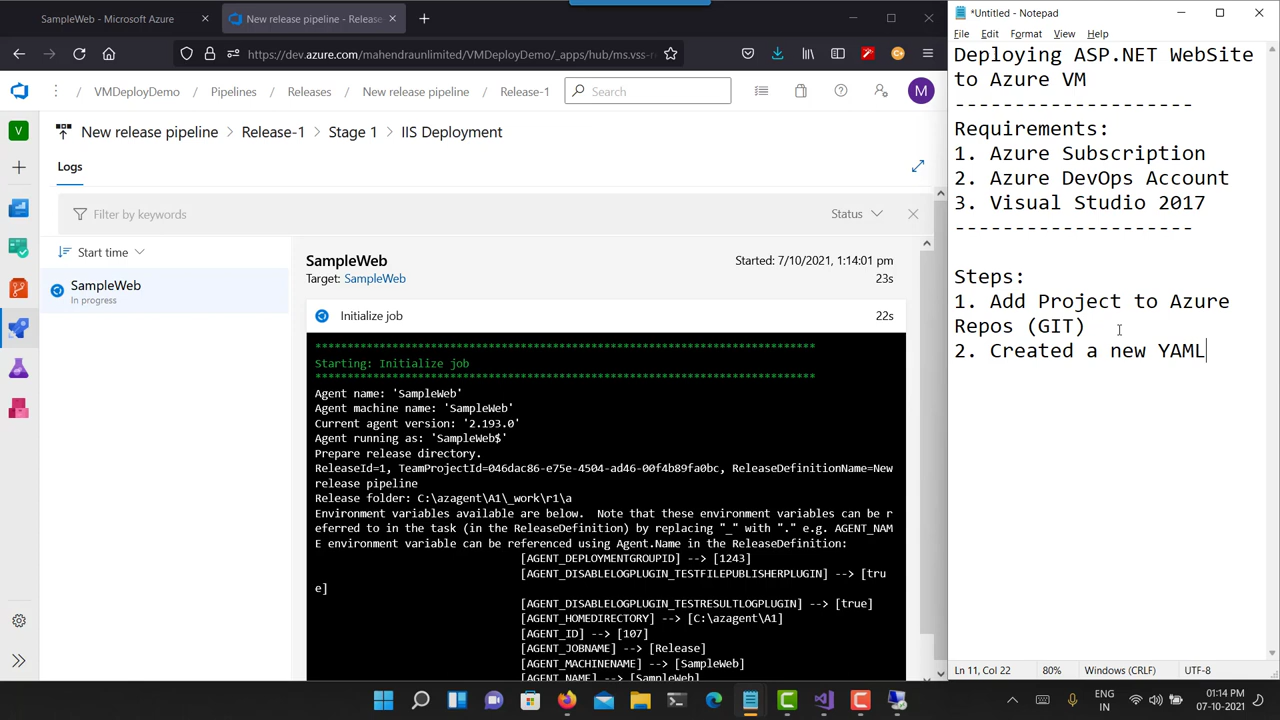 SampleWeb - Microsoft Azure
New release pipeline - Release
https://dev.azure.com/mahendraunlimited/VMDeployDemo/_apps/hub/ms.vss-r
VMDeployDemo
Pipelines
Releases
New release pipeline
Release-1
Search
M
V
New release pipeline > Release-1 > Stage 1 > IIS Deployment
Logs
Filter by keywords
Status
Start time
SampleWeb
In progress
SampleWeb
Started: 7/10/2021, 1:14:01 pm
Target: SampleWeb
23s
Initialize job
22s
******************************************************************************
Starting: Initialize job
******************************************************************************
Agent name: 'SampleWeb'
Agent machine name: 'SampleWeb'
Current agent version: '2.193.0'
Agent running as: 'SampleWeb$'
Prepare release directory.
ReleaseId=1, TeamProjectId=046dac86-e75e-4504-ad46-00f4b89fa0bc, ReleaseDefinitionName=New
release pipeline
Release folder: C:\azagent\A1\_work\r1\a
Environment variables available are below.  Note that these environment variables can be r
eferred to in the task (in the ReleaseDefinition) by replacing "_" with "." e.g. AGENT_NAM
E environment variable can be referenced using Agent.Name in the ReleaseDefinition:
[AGENT_DEPLOYMENTGROUPID] --> [1243]
[AGENT_DISABLELOGPLUGIN_TESTFILEPUBLISHERPLUGIN] --> [tru
e]
[AGENT_DISABLELOGPLUGIN_TESTRESULTLOGPLUGIN] --> [true]
[AGENT_HOMEDIRECTORY] --> [C:\azagent\A1]
[AGENT_ID] --> [107]
[AGENT_JOBNAME] --> [Release]
[AGENT_MACHINENAME] --> [SampleWeb]
[AGENT_NAME] --> [SampleWeb]
*Untitled - Notepad
File Edit Format View Help
Deploying ASP.NET WebSite
to Azure VM
--------------------
Requirements:
1. Azure Subscription
2. Azure DevOps Account
3. Visual Studio 2017
--------------------
Steps:
1. Add Project to Azure
Repos (GIT)
2. Created a new YAML
Ln 11, Col 22
80%
Windows (CRLF)
UTF-8
ENG
IN
01:14 PM
07-10-2021